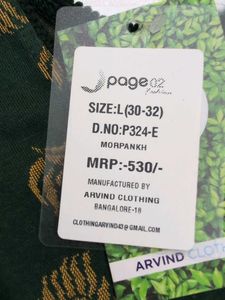 page 02
fashion
SIZE:L(30-32)
D.NO:P324-E
MORPANKH
MRP:-530/-
MANUFACTURED BY
ARVIND CLOTHING
BANGALORE-18
CLOTHINGARVIND43@GMAIL.COM
ARVIND CLOT